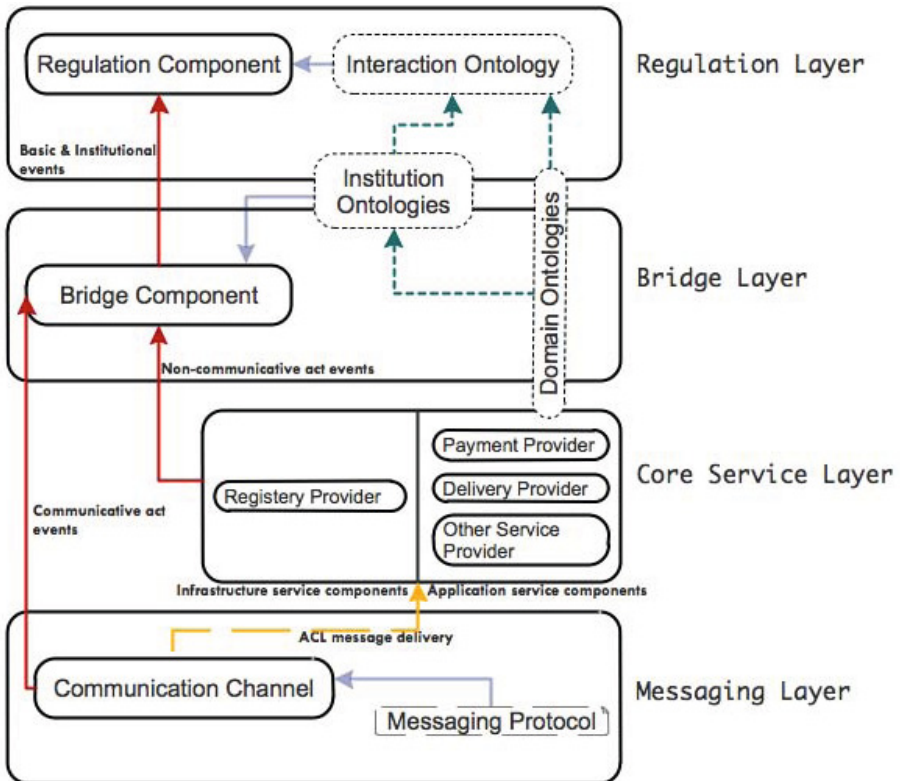 Regulation Component
Interaction Ontology
Regulation Layer
Basic & Institutional
events
Institution
Ontologies
Domain Ontologies
Bridge Component
Bridge Layer
Non-communicative act events
Payment Provider
Registery Provider
Delivery Provider
Core Service Layer
Other Service
Provider
Communicative act
events
Infrastructure service components
Application service components
ACL message delivery
Communication Channel
Messaging Layer
Messaging Protocol